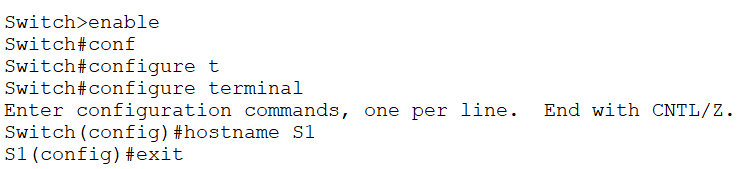 Switch>enable
Switch#conf
Switch#configure t
Switch#configure terminal
Enter configuration commands, one per line.  End with CNTL/Z.
Switch(config)#hostname S1
S1(config)#exit